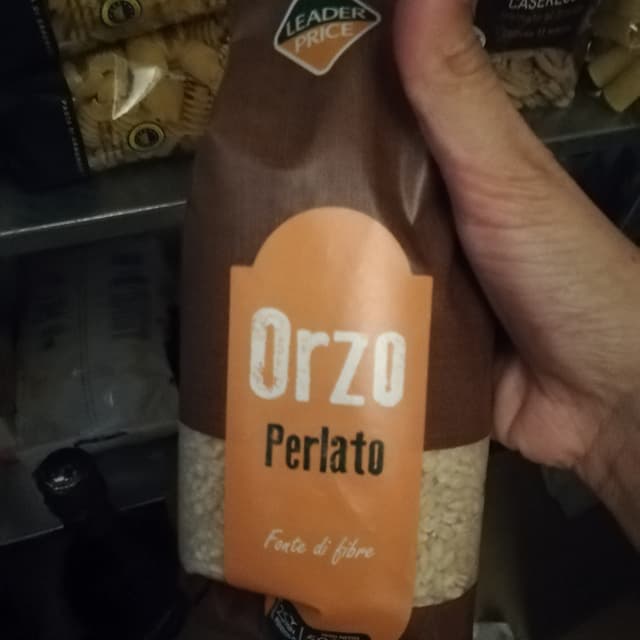 LEADER
PRICE
Orzo
Perlato
Fonte di fibre